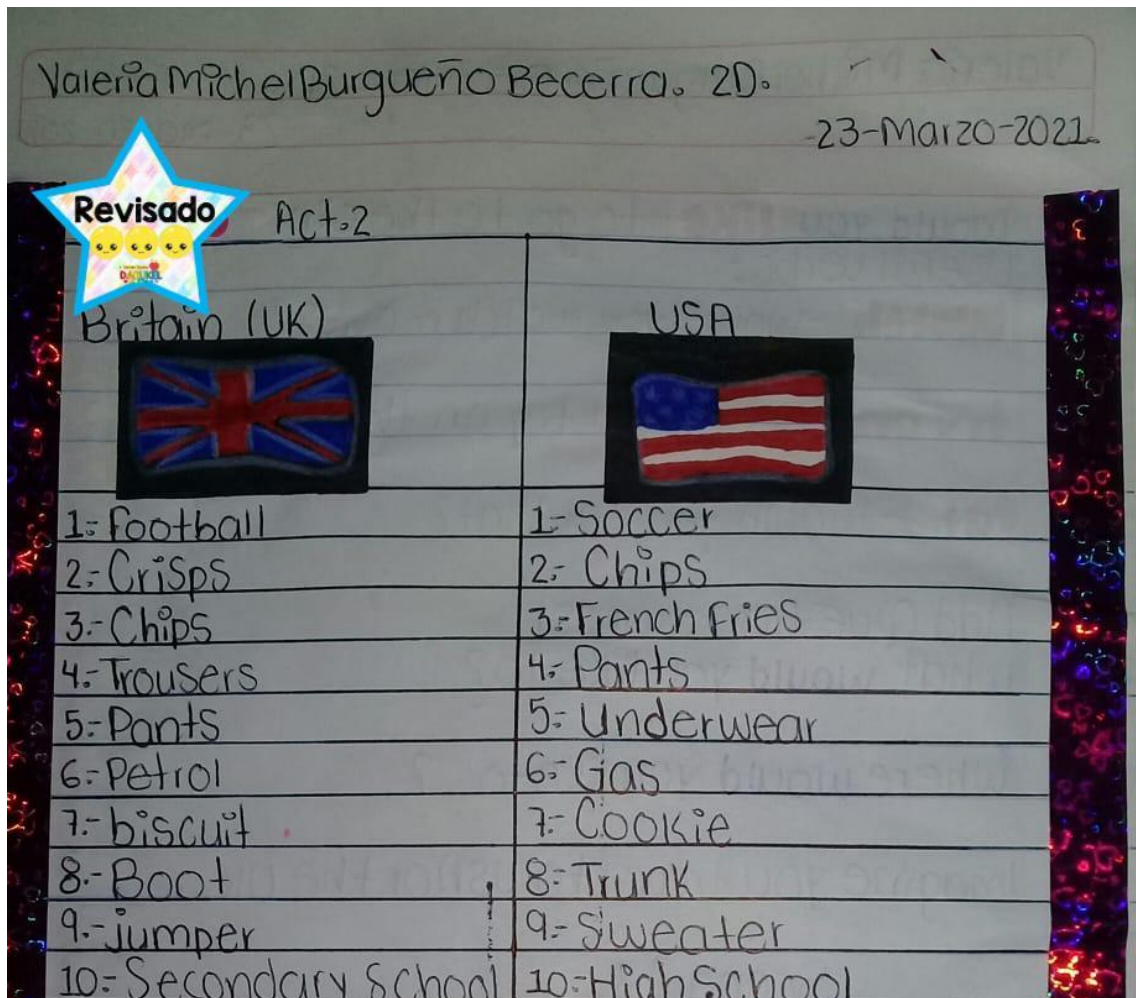 Valeria Michel Burgueño Becerra. 2D.
23-Marzo-2021.
Revisado
Act.2
Britain (UK)
USA
1.- Football
1- Soccer
2.- Crisps
2.- Chips
3.- Chips
3.- French Fries
4.- Trousers
4.- Pants
5.- Pants
5.- Underwear
6.- Petrol
6.- Gas
7.- biscuit
7.- Cookie
8.- Boot
8.- Trunk
9.- jumper
9.- Sweater
10.- Secondary School
10.- High School